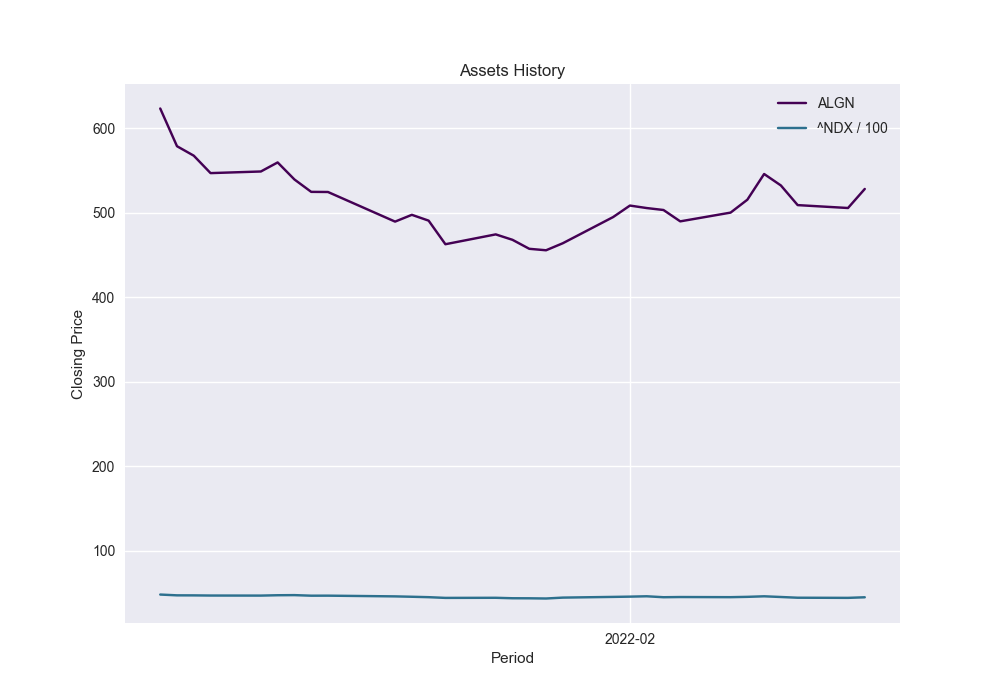 Assets History
ALGN
^NDX / 100
600
500
400
300
200
100
Closing Price
2022-02
Period